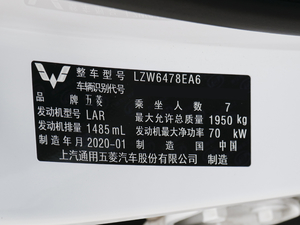 整车型号 LZW6478EA6
车辆识别代号
品牌 五菱 乘坐人数 7
发动机型号 LAR 最大允许总质量 1950 kg
发动机排量 1485 mL 发动机最大净功率 70 kW
制造年月 2020-01 制造国 中国
上汽通用五菱汽车股份有限公司 制造